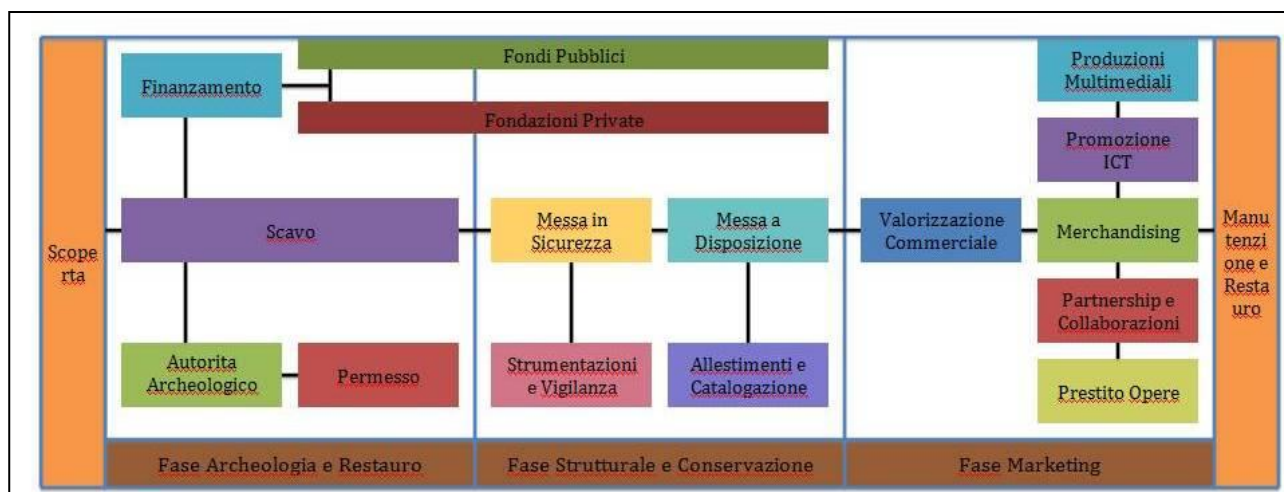 Fondi Pubblici
Finanzamento
Fondazioni Private
Produzioni
Multimediali
Promozione
ICT
Scope
rta
Scavo
Messa in
Sicurezza
Messa a
Disposizione
Valorizzazione
Commerciale
Merchandising
Manu
tenzi
one e
Resta
uro
Partnership e
Collaborazioni
Autorita
Archeologico
Permesso
Strumentazioni
e Vigilanza
Allestimenti e
Catalogazione
Prestito Opere
Fase Archeologia e Restauro
Fase Strutturale e Conservazione
Fase Marketing